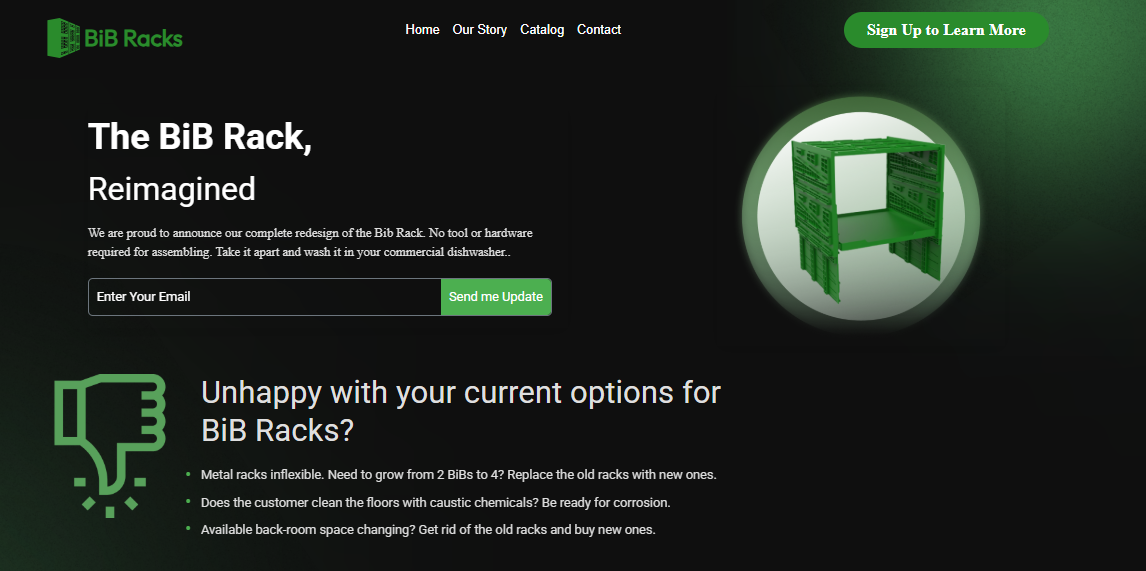 BiB Racks
Home Our Story Catalog Contact
Sign Up to Learn More
The BiB Rack,
Reimagined
We are proud to announce our complete redesign of the Bib Rack. No tool or hardware
required for assembling. Take it apart and wash it in your commercial dishwasher..
Enter Your Email
Send me Update
Unhappy with your current options for
BiB Racks?
Metal racks inflexible. Need to grow from 2 BiBs to 4? Replace the old racks with new ones.
Does the customer clean the floors with caustic chemicals? Be ready for corrosion.
Available back-room space changing? Get rid of the old racks and buy new ones.